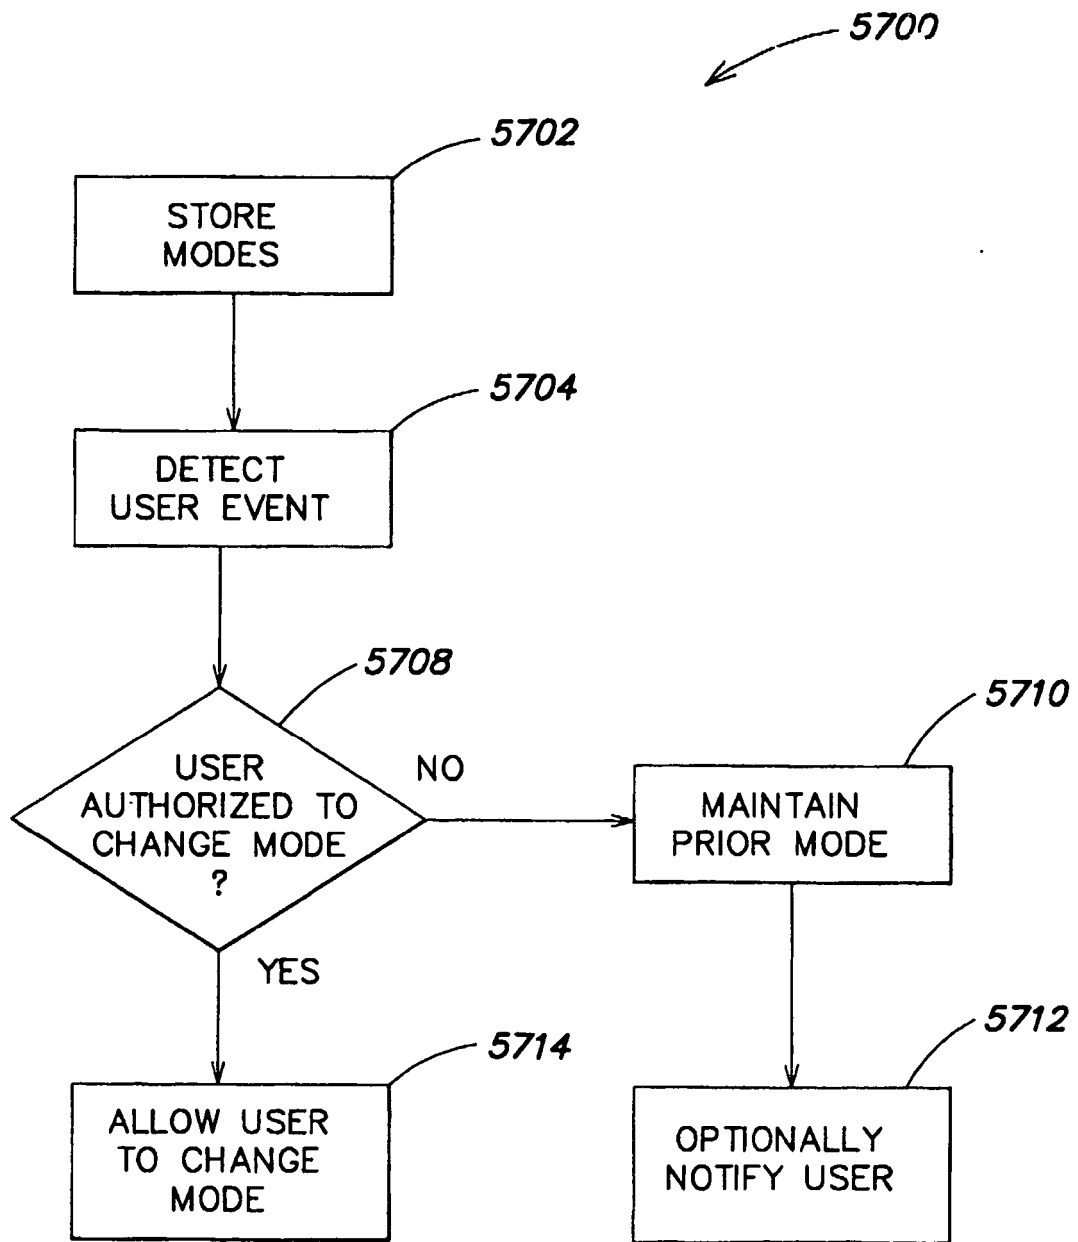 5700
5702
STORE
MODES
5704
DETECT
USER EVENT
5708
USER
AUTHORIZED TO
CHANGE MODE
?
NO
YES
5710
MAINTAIN
PRIOR MODE
5712
OPTIONALLY
NOTIFY USER
5714
ALLOW USER
TO CHANGE
MODE